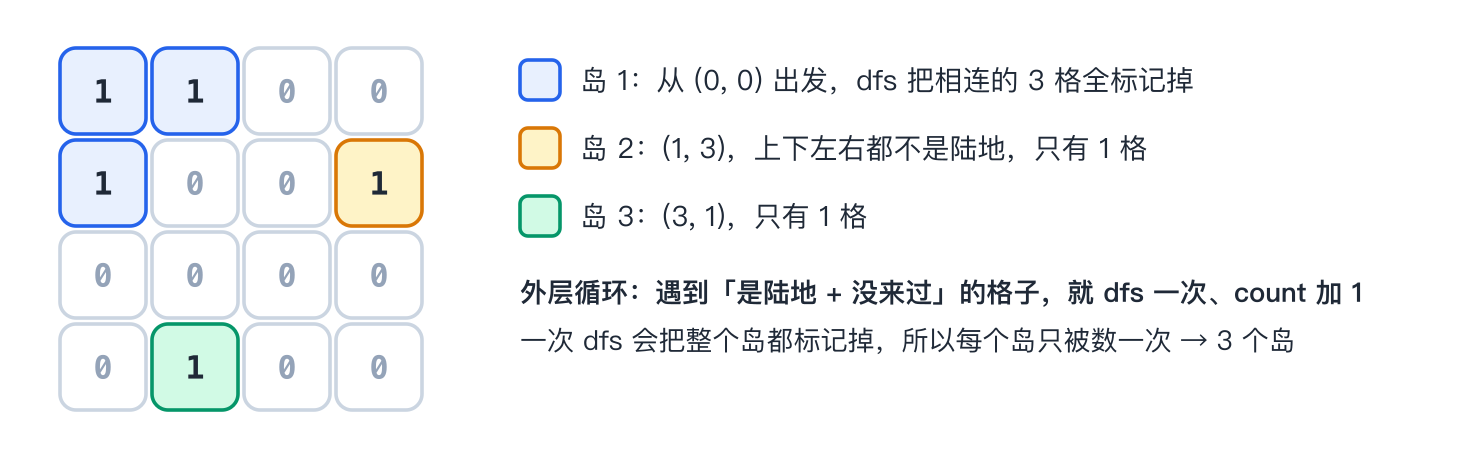 1 1 0 0
1 0 0 1
0 0 0 0
0 1 0 0
岛 1：从 (0, 0) 出发，dfs 把相连的 3 格全标记掉
岛 2：(1, 3)，上下左右都不是陆地，只有 1 格
岛 3：(3, 1)，只有 1 格
外层循环：遇到「是陆地 + 没来过」的格子，就 dfs 一次、count 加 1
一次 dfs 会把整个岛都标记掉，所以每个岛只被数一次 → 3 个岛